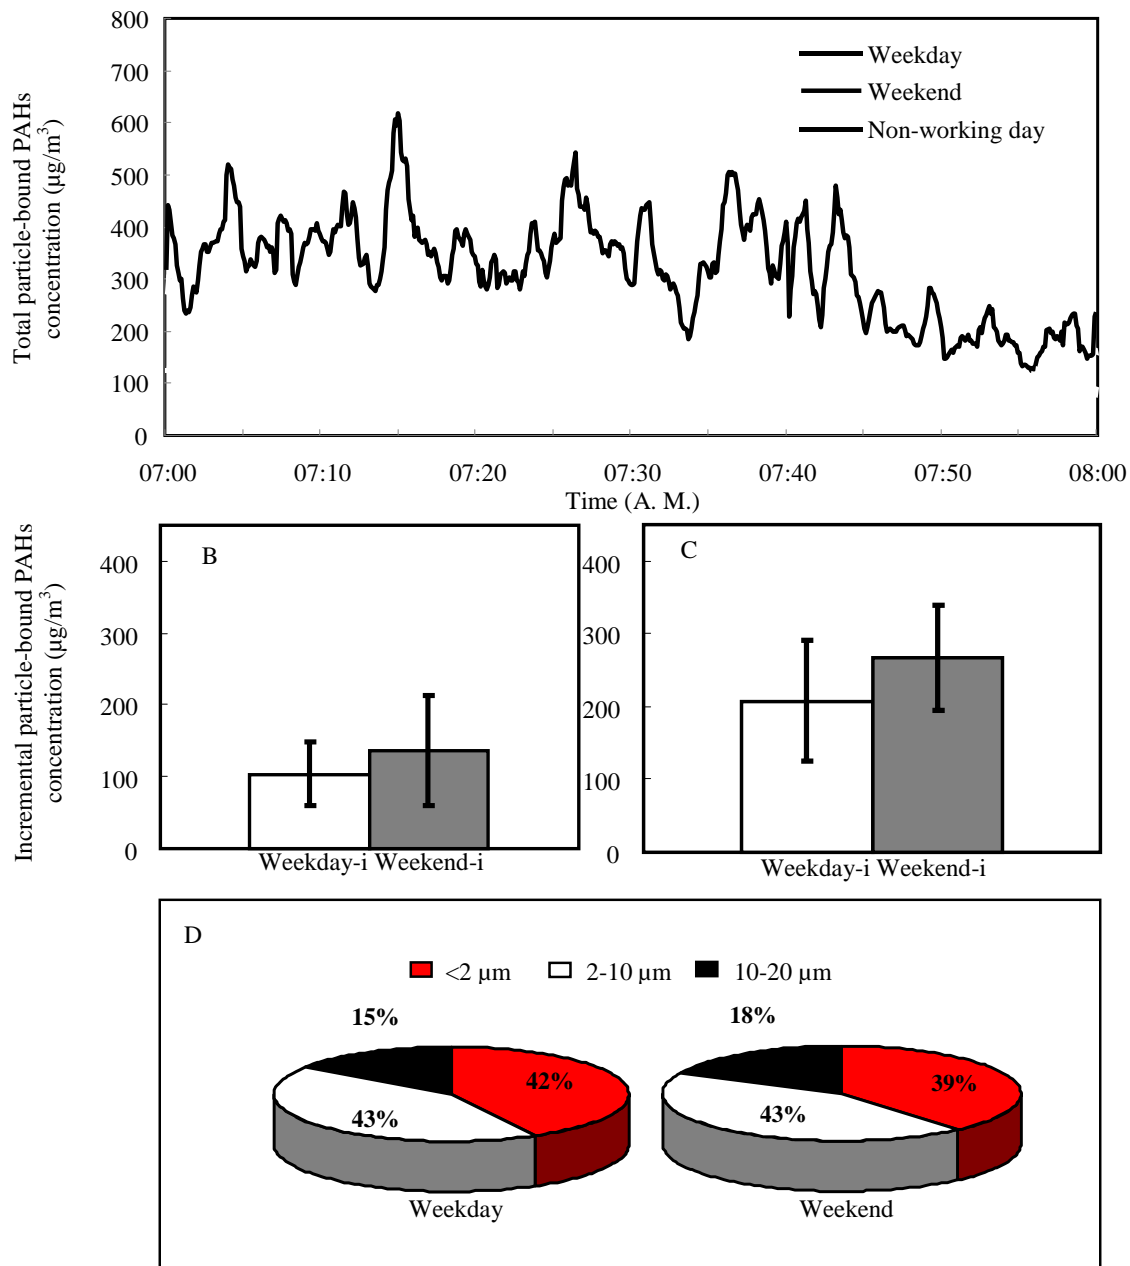 800
700
600
500
400
300
200
100
0
Total particle-bound PAHs
concentration (µg/m³)
Weekday
Weekend
Non-working day
07:00 07:10 07:20 07:30 07:40 07:50 08:00
Time (A. M.)
Incremental particle-bound PAHs
concentration (µg/m³)
B
400
300
200
100
0
Weekday-i Weekend-i
C
400
300
200
100
0
Weekday-i Weekend-i
D
<2 µm 2-10 µm 10-20 µm
15%
42%
43%
Weekday
18%
39%
43%
Weekend